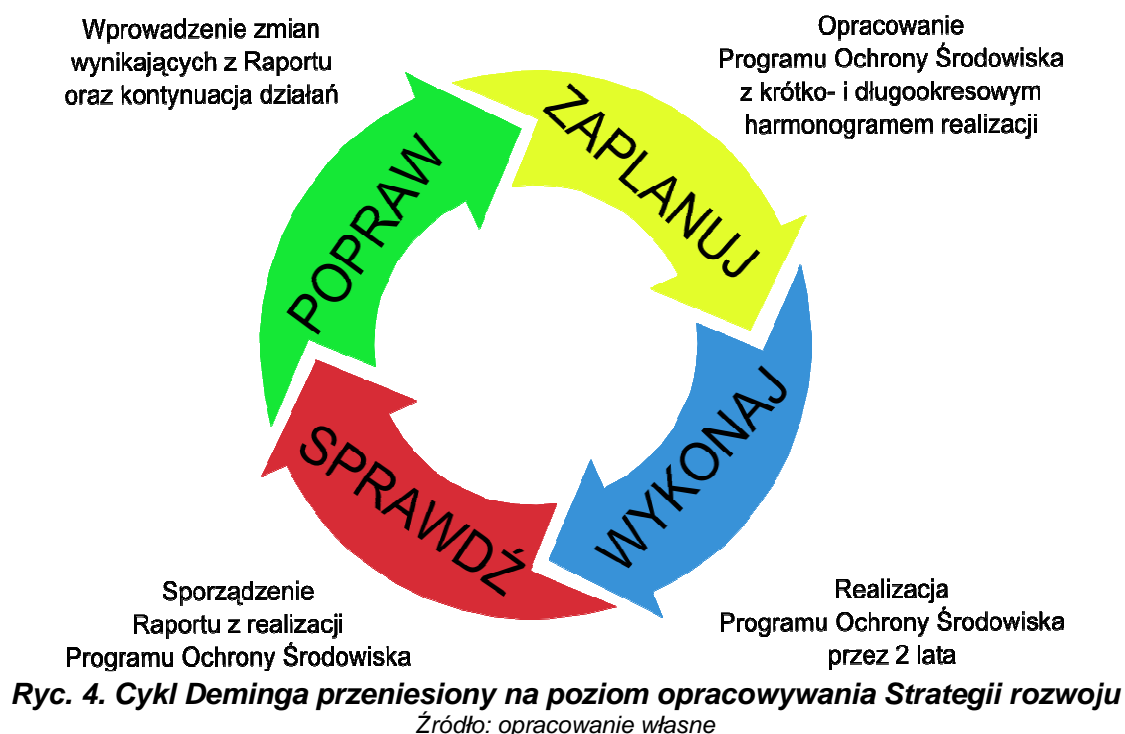 Wprowadzenie zmian
wynikających z Raportu
oraz kontynuacja działań
Opracowanie
Programu Ochrony Środowiska
z krótko- i długookresowym
harmonogramem realizacji
POPRAW
ZAPLANUJ
SPRAWDŹ
WYKONAJ
Sporządzenie
Raportu z realizacji
Programu Ochrony Środowiska
Realizacja
Programu Ochrony Środowiska
przez 2 lata
Ryc. 4. Cykl Deminga przeniesiony na poziom opracowywania Strategii rozwoju
Źródło: opracowanie własne